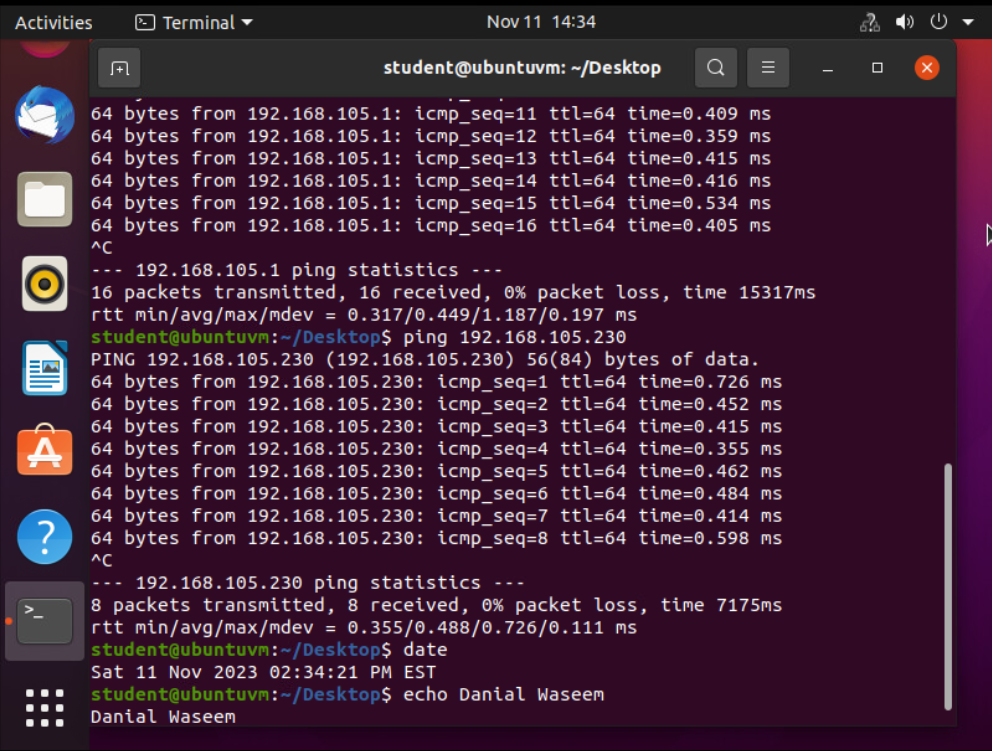 Activities Terminal Nov 11 14:34
student@ubuntuvm: ~/Desktop
64 bytes from 192.168.105.1: icmp_seq=11 ttl=64 time=0.409 ms
64 bytes from 192.168.105.1: icmp_seq=12 ttl=64 time=0.359 ms
64 bytes from 192.168.105.1: icmp_seq=13 ttl=64 time=0.415 ms
64 bytes from 192.168.105.1: icmp_seq=14 ttl=64 time=0.416 ms
64 bytes from 192.168.105.1: icmp_seq=15 ttl=64 time=0.534 ms
64 bytes from 192.168.105.1: icmp_seq=16 ttl=64 time=0.405 ms
^C
--- 192.168.105.1 ping statistics ---
16 packets transmitted, 16 received, 0% packet loss, time 15317ms
rtt min/avg/max/mdev = 0.317/0.449/1.187/0.197 ms
student@ubuntuvm:~/Desktop$ ping 192.168.105.230
PING 192.168.105.230 (192.168.105.230) 56(84) bytes of data.
64 bytes from 192.168.105.230: icmp_seq=1 ttl=64 time=0.726 ms
64 bytes from 192.168.105.230: icmp_seq=2 ttl=64 time=0.452 ms
64 bytes from 192.168.105.230: icmp_seq=3 ttl=64 time=0.415 ms
64 bytes from 192.168.105.230: icmp_seq=4 ttl=64 time=0.355 ms
64 bytes from 192.168.105.230: icmp_seq=5 ttl=64 time=0.462 ms
64 bytes from 192.168.105.230: icmp_seq=6 ttl=64 time=0.484 ms
64 bytes from 192.168.105.230: icmp_seq=7 ttl=64 time=0.414 ms
64 bytes from 192.168.105.230: icmp_seq=8 ttl=64 time=0.598 ms
^C
--- 192.168.105.230 ping statistics ---
8 packets transmitted, 8 received, 0% packet loss, time 7175ms
rtt min/avg/max/mdev = 0.355/0.488/0.726/0.111 ms
student@ubuntuvm:~/Desktop$ date
Sat 11 Nov 2023 02:34:21 PM EST
student@ubuntuvm:~/Desktop$ echo Danial Waseem
Danial Waseem